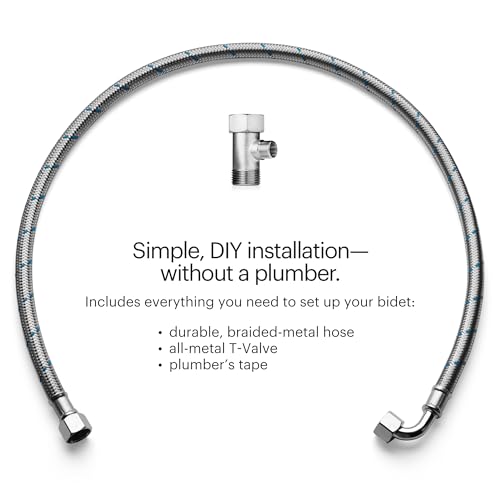 Simple, DIY installation—
without a plumber.
Includes everything you need to set up your bidet:
• durable, braided-metal hose
• all-metal T-Valve
• plumber's tape